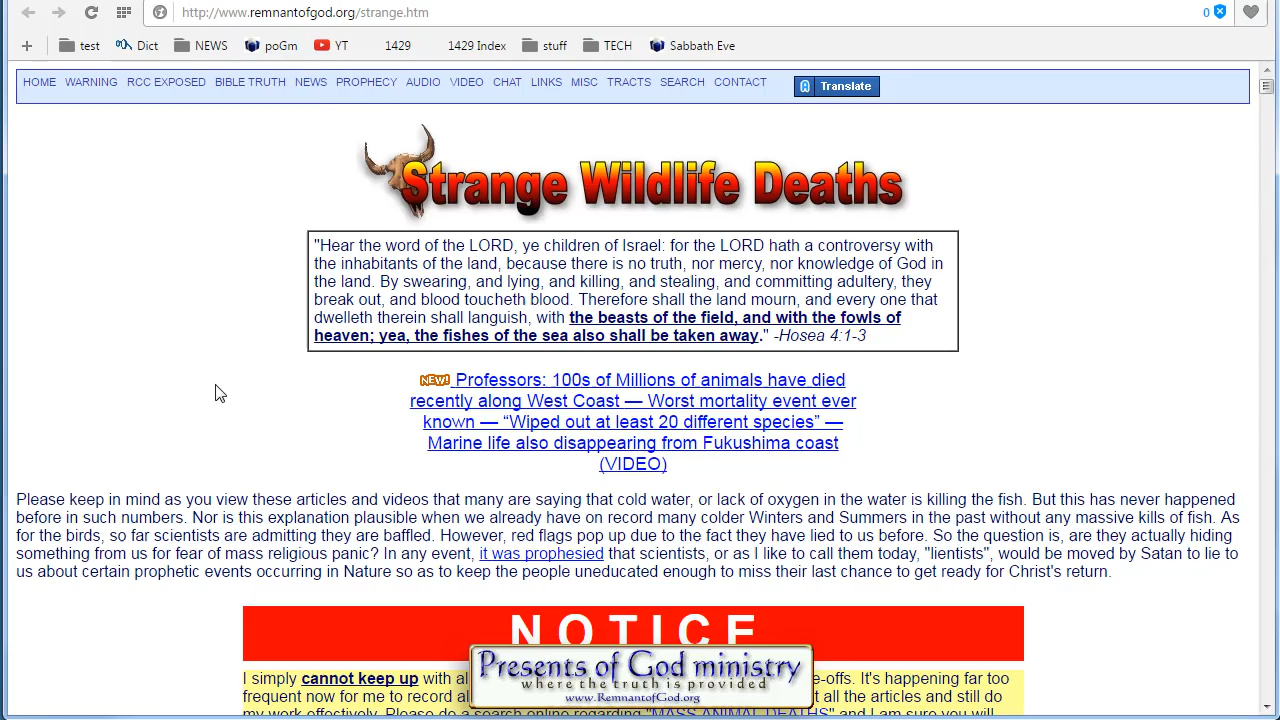 http://www.remnantofgod.org/strange.htm
0
test Dict NEWS poGm YT 1429 1429 Index stuff TECH Sabbath Eve
HOME WARNING RCC EXPOSED BIBLE TRUTH NEWS PROPHECY AUDIO VIDEO CHAT LINKS MISC TRACTS SEARCH CONTACT Translate
Strange Wildlife Deaths
"Hear the word of the LORD, ye children of Israel: for the LORD hath a controversy with
the inhabitants of the land, because there is no truth, nor mercy, nor knowledge of God in
the land. By swearing, and lying, and killing, and stealing, and committing adultery, they
break out, and blood toucheth blood. Therefore shall the land mourn, and every one that
dwelleth therein shall languish, with the beasts of the field, and with the fowls of
heaven; yea, the fishes of the sea also shall be taken away." -Hosea 4:1-3
NEW! Professors: 100s of Millions of animals have died
recently along West Coast — Worst mortality event ever
known — “Wiped out at least 20 different species” —
Marine life also disappearing from Fukushima coast
(VIDEO)
Please keep in mind as you view these articles and videos that many are saying that cold water, or lack of oxygen in the water is killing the fish. But this has never happened
before in such numbers. Nor is this explanation plausible when we already have on record many colder Winters and Summers in the past without any massive kills of fish. As
for the birds, so far scientists are admitting they are baffled. However, red flags pop up due to the fact they have lied to us before. So the question is, are they actually hiding
something from us for fear of mass religious panic? In any event, it was prophesied that scientists, or as I like to call them today, "lientists", would be moved by Satan to lie to
us about certain prophetic events occurring in Nature so as to keep the people uneducated enough to miss their last chance to get ready for Christ's return.
NOTICE
I simply cannot keep up with al e-offs. It's happening far too
frequent now for me to record al t all the articles and still do
my work effectively. Please do a search online regarding "MASS ANIMAL DEATHS" and I am sure you will
Presents of God ministry
where the truth is provided
www.RemnantofGod.org